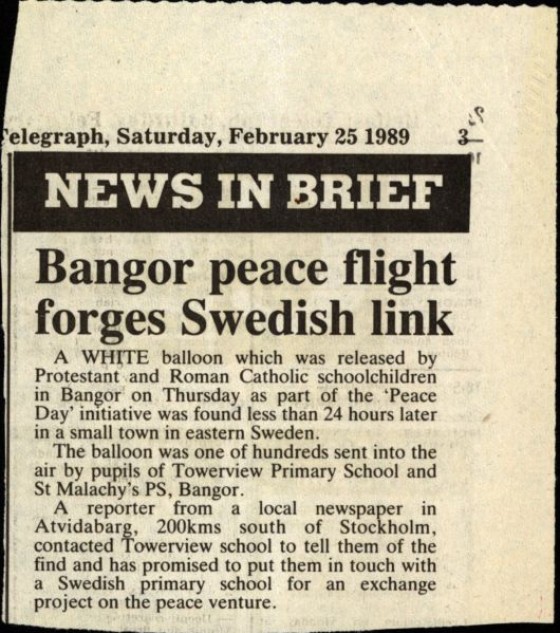 Telegraph, Saturday, February 25 1989 3
NEWS IN BRIEF
Bangor peace flight
forges Swedish link
A WHITE balloon which was released by
Protestant and Roman Catholic schoolchildren
in Bangor on Thursday as part of the 'Peace
Day' initiative was found less than 24 hours later
in a small town in eastern Sweden.
The balloon was one of hundreds sent into the
air by pupils of Towerview Primary School and
St Malachy's PS, Bangor.
A reporter from a local newspaper in
Atvidabarg, 200kms south of Stockholm,
contacted Towerview school to tell them of the
find and has promised to put them in touch with
a Swedish primary school for an exchange
project on the peace venture.